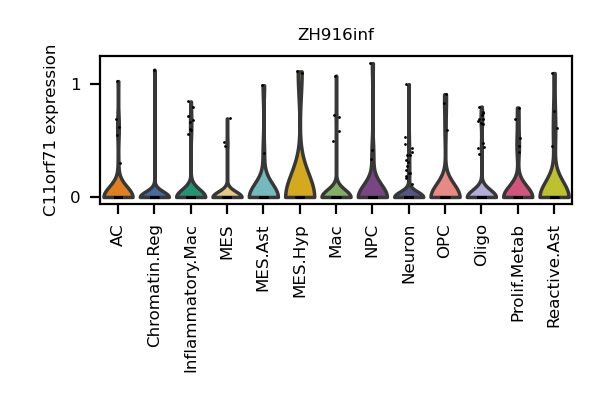 ZH916inf
C11orf71 expression
1
0
AC
Chromatin.Reg
Inflammatory.Mac
MES
MES.Ast
MES.Hyp
Mac
NPC
Neuron
OPC
Oligo
Prolif.Metab
Reactive.Ast